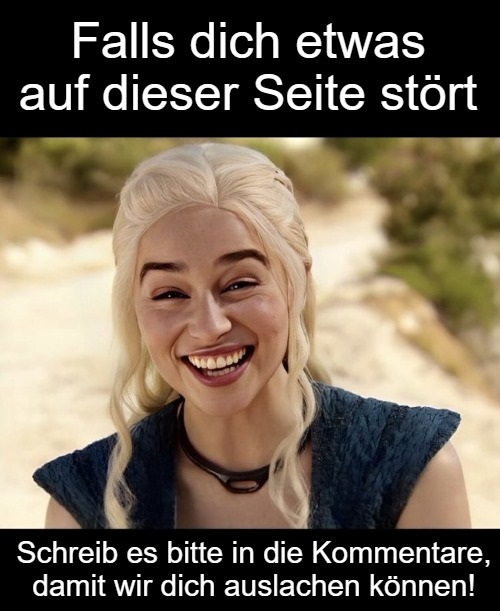 Falls dich etwas
auf dieser Seite stört
Schreib es bitte in die Kommentare,
damit wir dich auslachen können!